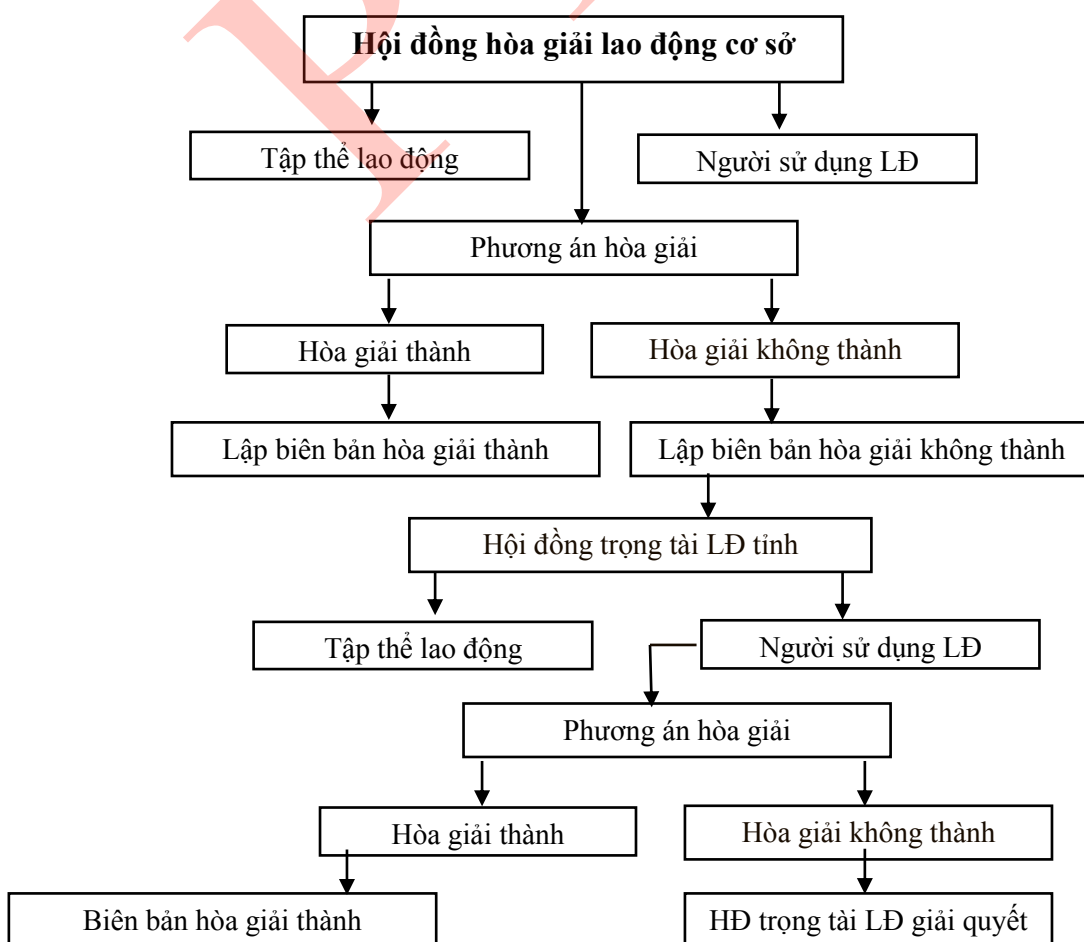 Hội đồng hòa giải lao động cơ sở
Tập thể lao động
Người sử dụng LĐ
Phương án hòa giải
Hòa giải thành
Hòa giải không thành
Lập biên bản hòa giải thành
Lập biên bản hòa giải không thành
Hội đồng trọng tài LĐ tỉnh
Tập thể lao động
Người sử dụng LĐ
Phương án hòa giải
Hòa giải thành
Hòa giải không thành
Biên bản hòa giải thành
HĐ trọng tài LĐ giải quyết